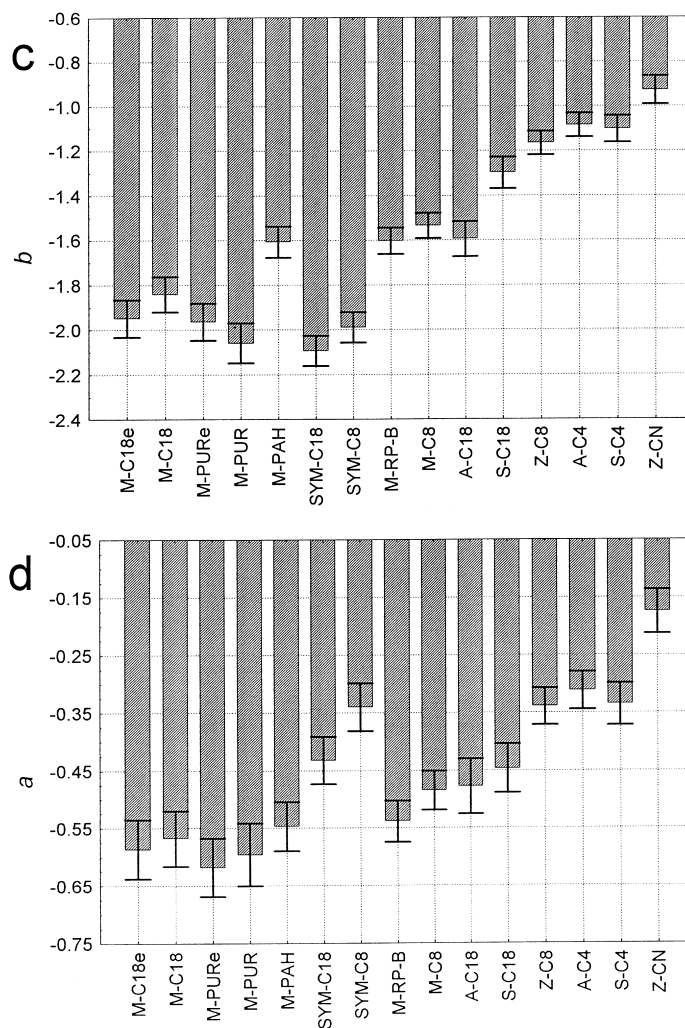 c
-0.6
-0.8
-1.0
-1.2
-1.4
-1.6
-1.8
-2.0
-2.2
-2.4
b
M-C18e
M-C18
M-PURe
M-PUR
M-PAH
SYM-C18
SYM-C8
M-RP-B
M-C8
A-C18
S-C18
Z-C8
A-C4
S-C4
Z-CN
d
-0.05
-0.15
-0.25
-0.35
-0.45
-0.55
-0.65
-0.75
a
M-C18e
M-C18
M-PURe
M-PUR
M-PAH
SYM-C18
SYM-C8
M-RP-B
M-C8
A-C18
S-C18
Z-C8
A-C4
S-C4
Z-CN